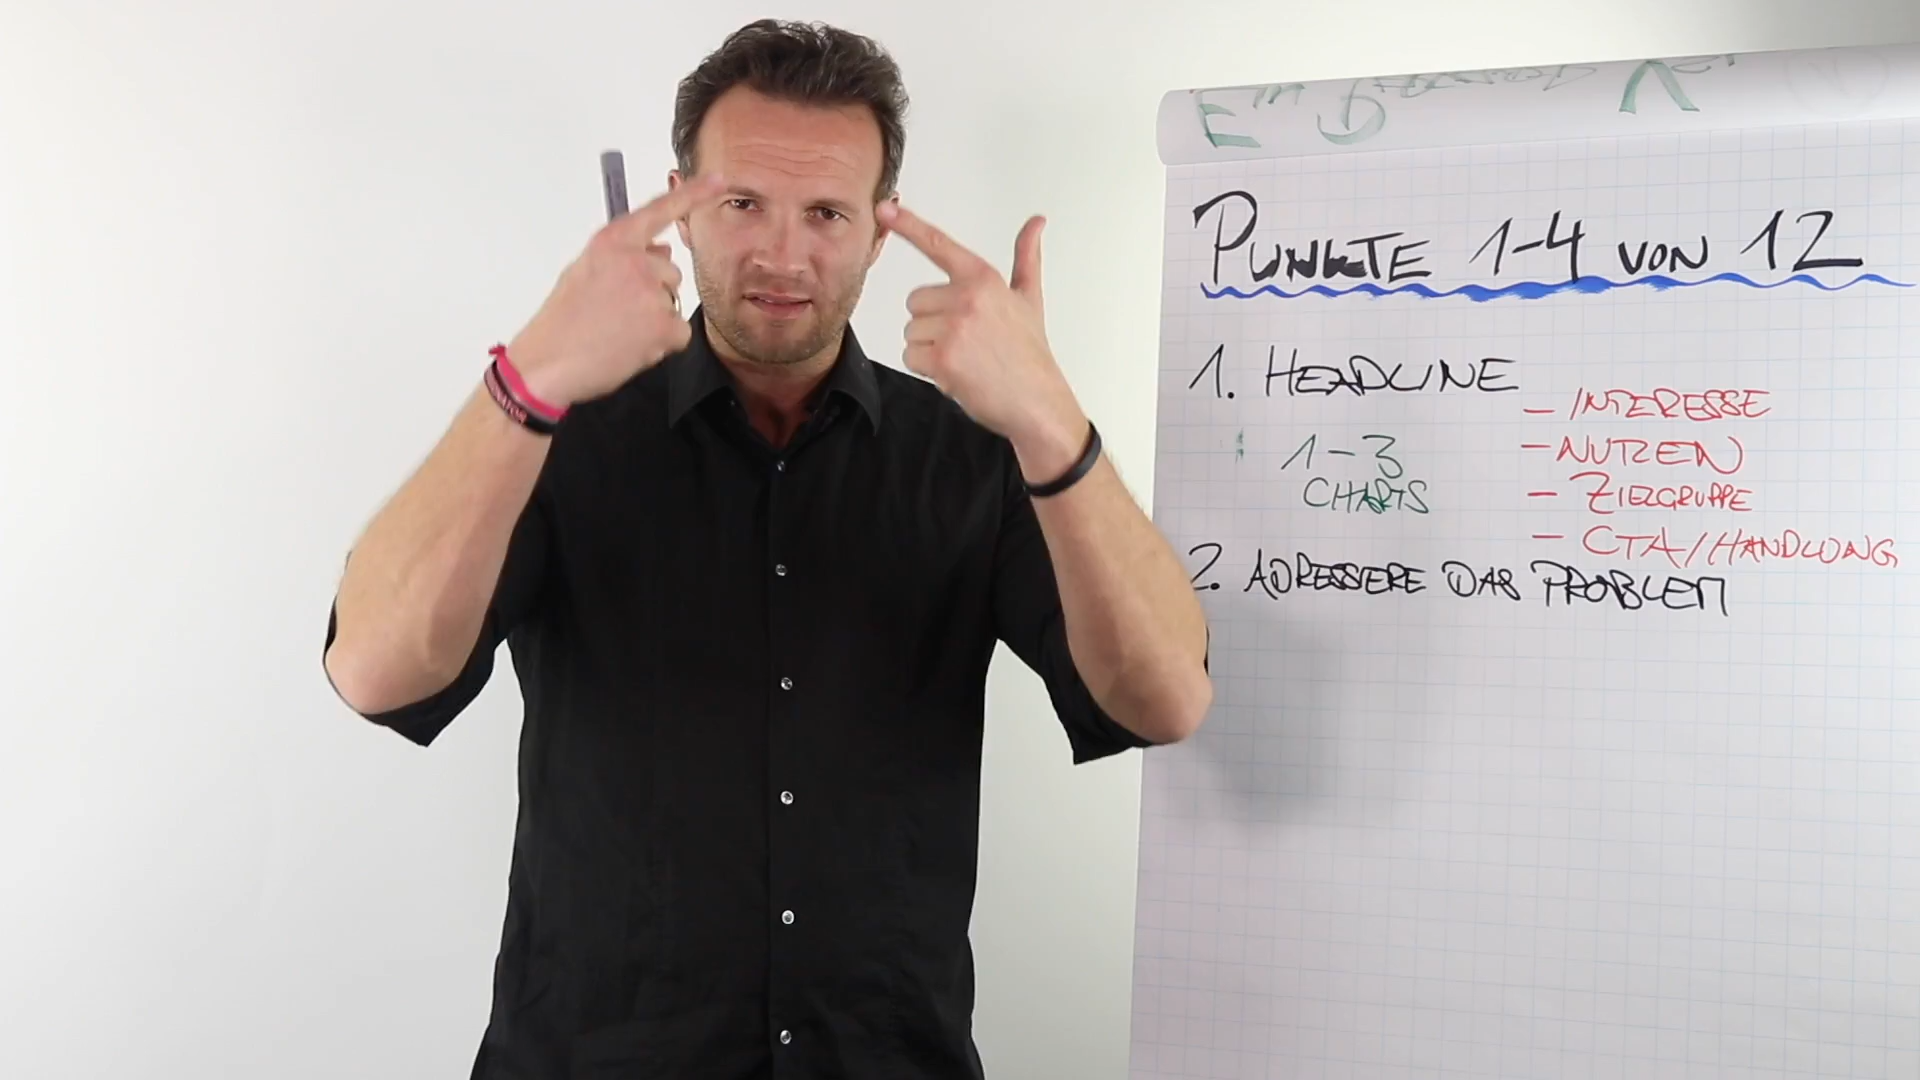 PUNKTE 1-4 VON 12
1. HEADLINE
- INTERESSE
- NUTZEN
- ZIELGRUPPE
- CTA/HANDLUNG
1-3
CHARTS
2. ADRESSIERE DAS PROBLEM